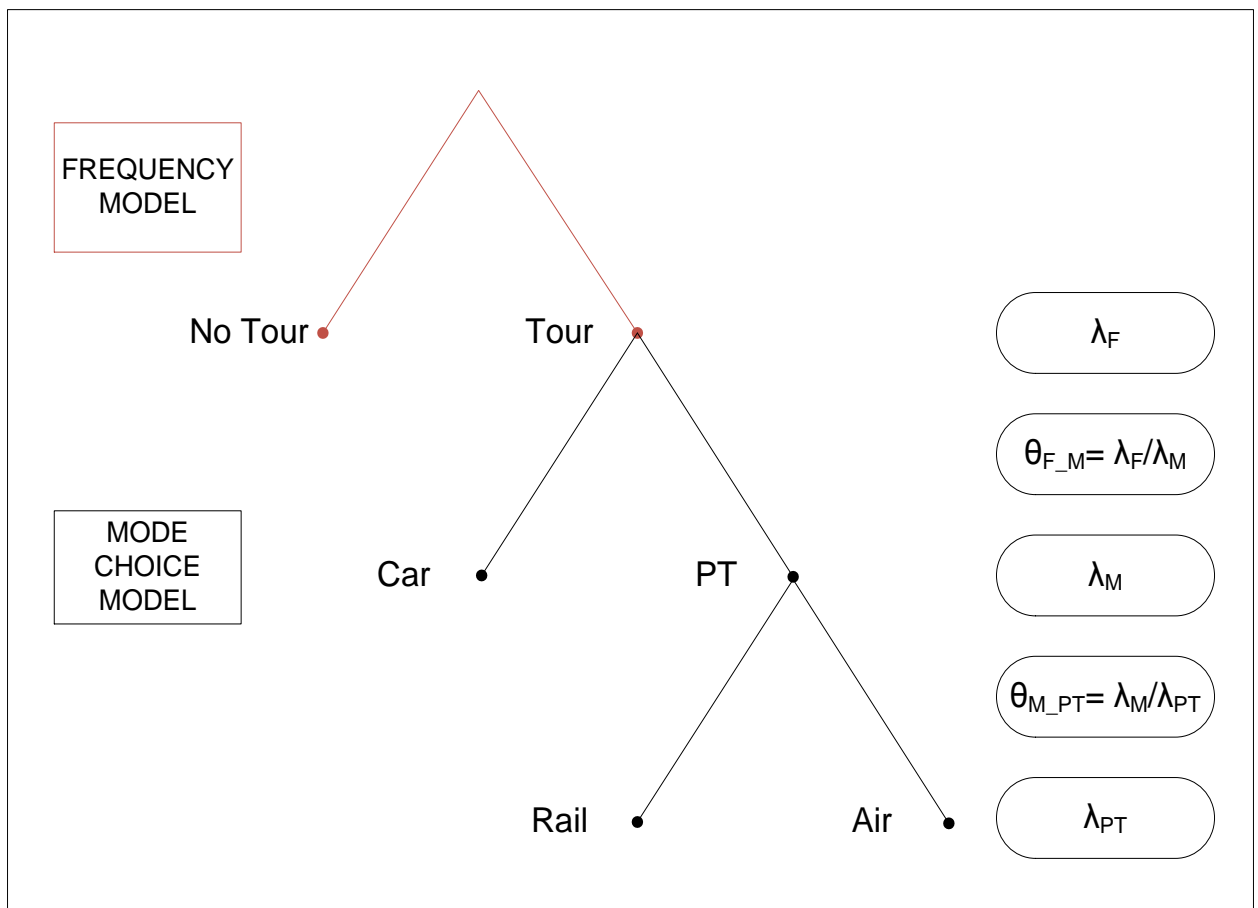 FREQUENCY
MODEL
No Tour
Tour
λF
θF_M= λF/λM
MODE
CHOICE
MODEL
Car
PT
λM
θM_PT= λM/λPT
Rail
Air
λPT